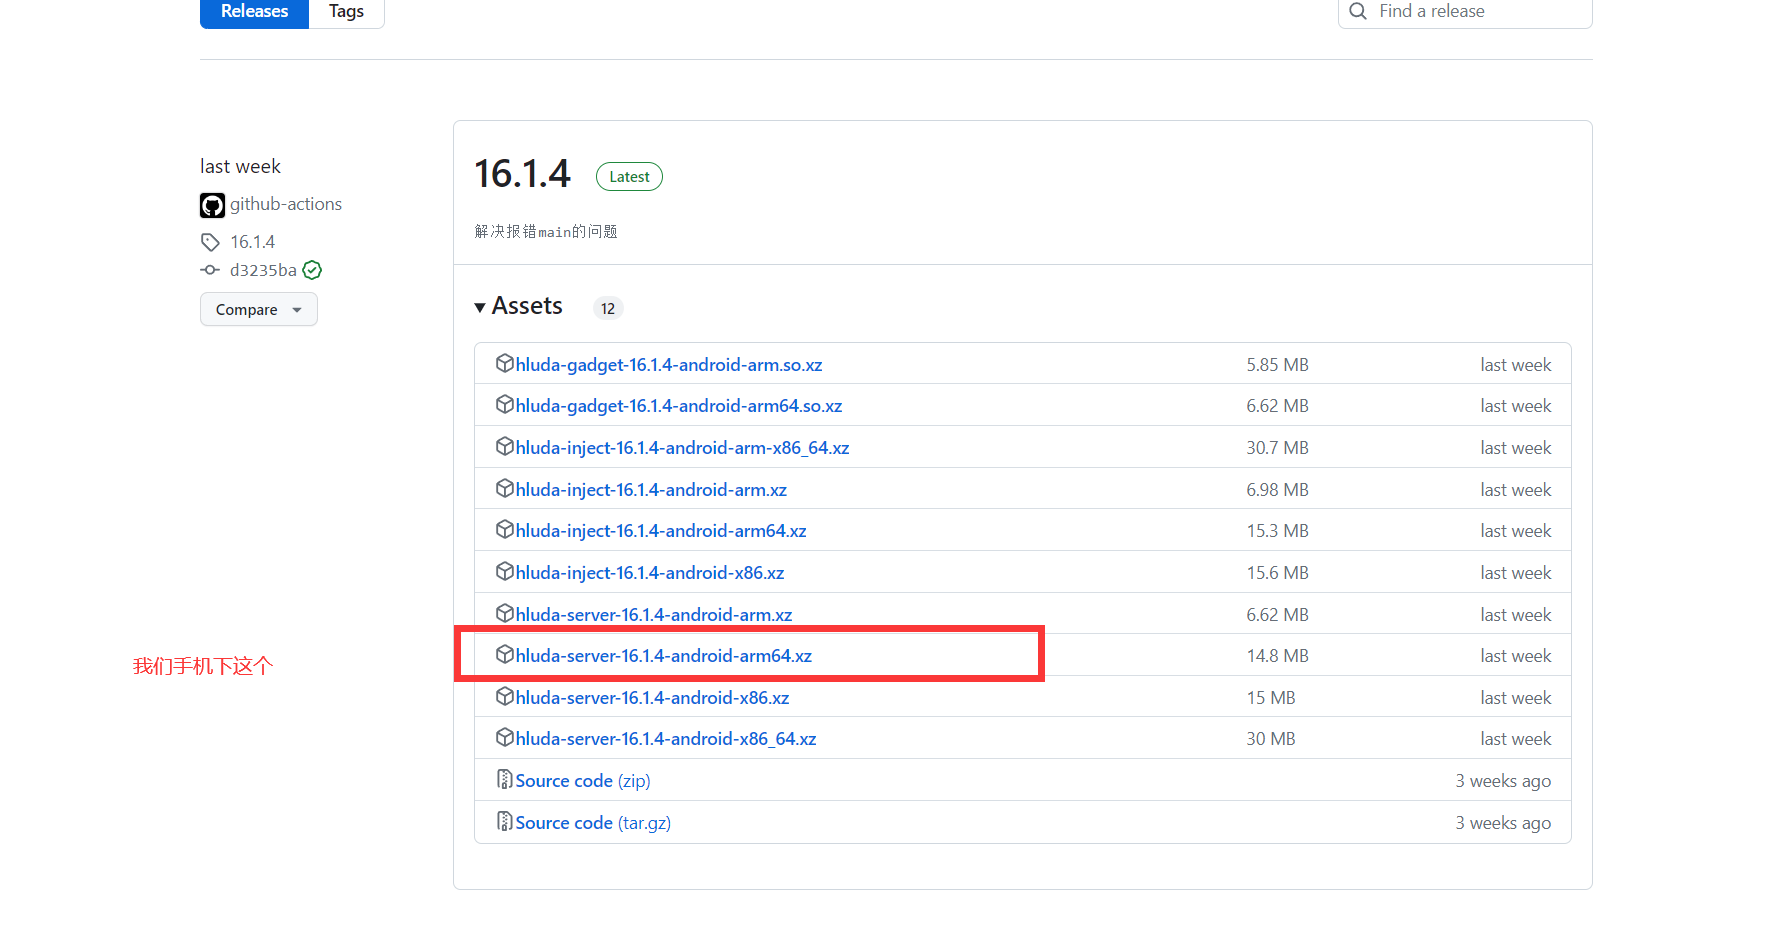 Releases
Tags
Find a release
last week
github-actions
16.1.4
d3235ba
Compare
16.1.4
Latest
解决报错main的问题
Assets
12
hluda-gadget-16.1.4-android-arm.so.xz 5.85 MB last week
hluda-gadget-16.1.4-android-arm64.so.xz 6.62 MB last week
hluda-inject-16.1.4-android-arm-x86_64.xz 30.7 MB last week
hluda-inject-16.1.4-android-arm.xz 6.98 MB last week
hluda-inject-16.1.4-android-arm64.xz 15.3 MB last week
hluda-inject-16.1.4-android-x86.xz 15.6 MB last week
hluda-server-16.1.4-android-arm.xz 6.62 MB last week
我们手机下这个
hluda-server-16.1.4-android-arm64.xz 14.8 MB last week
hluda-server-16.1.4-android-x86.xz 15 MB last week
hluda-server-16.1.4-android-x86_64.xz 30 MB last week
Source code (zip) 3 weeks ago
Source code (tar.gz) 3 weeks ago